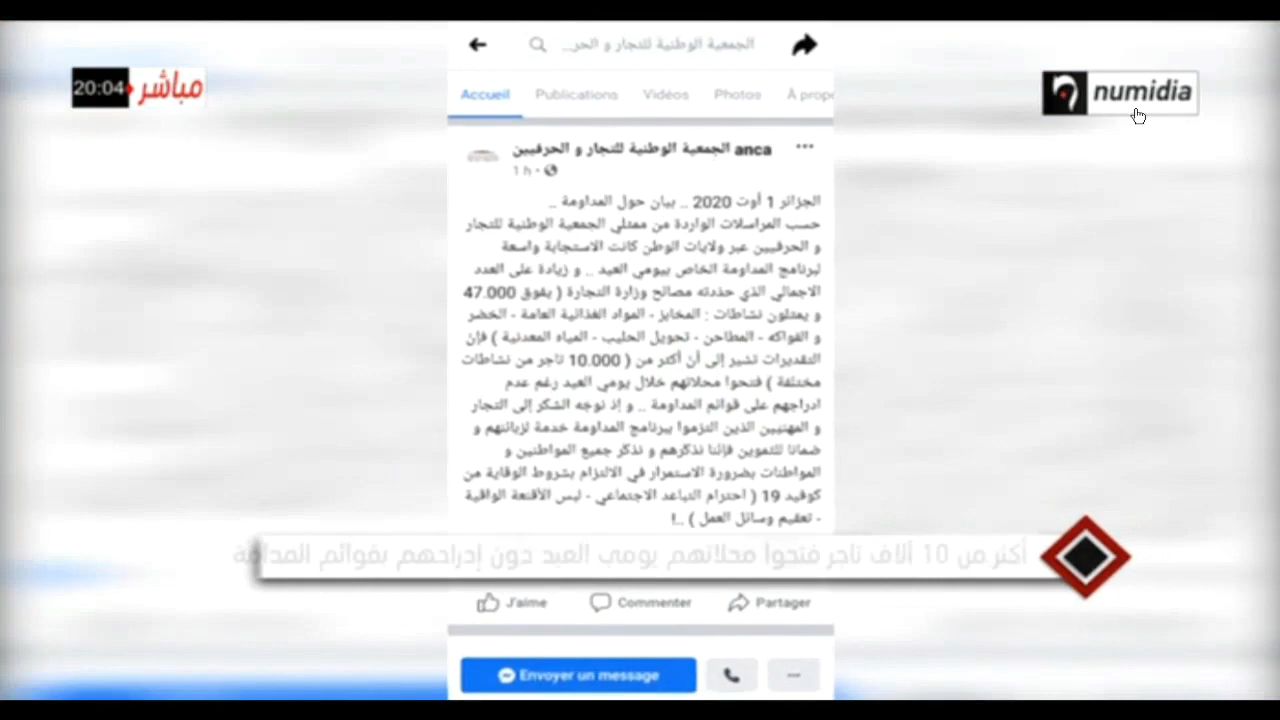 الجمعية الوطنية للتجار و الحر...
20:04 مباشر
numidia
Accueil Publications Vidéos Photos À propo
anca الجمعية الوطنية للتجار و الحرفيين
1 h
الجزائر 1 أوت 2020 .. بيان حول المداومة ..
حسب المراسلات الواردة من ممثلي الجمعية الوطنية للتجار
و الحرفيين عبر ولايات الوطن كانت الاستجابة واسعة
لبرنامج المداومة الخاص بيومي العيد .. و زيادة على العدد
الاجمالي الذي حددته مصالح وزارة التجارة ( يفوق 47.000
و يمثلون نشاطات : المخابز - المواد الغذائية العامة - الخضر
و الفواكه - المطاحن - تحويل الحليب - المياه المعدنية ) فإن
التقديرات تشير إلى أن أكثر من ( 10.000 تاجر من نشاطات
مختلفة ) فتحوا محلاتهم خلال يومي العيد رغم عدم
ادراجهم على قوائم المداومة .. و إذ نوجه الشكر إلى التجار
و المهنيين الذين التزموا ببرنامج المداومة خدمة لزبائنهم و
ضمانا للتموين فإننا نذكرهم و نذكر جميع المواطنين و
المواطنات بضرورة الاستمرار في الالتزام بشروط الوقاية من
كوفيد 19 ( احترام التباعد الاجتماعي - لبس الأقنعة الواقية
- تعقيم وسائل العمل ) ..!
أكثر من 10 آلاف تاجر فتحوا محلاتهم يومي العيد دون إدراجهم بقوائم المداومة
J'aime Commenter Partager
Envoyer un message